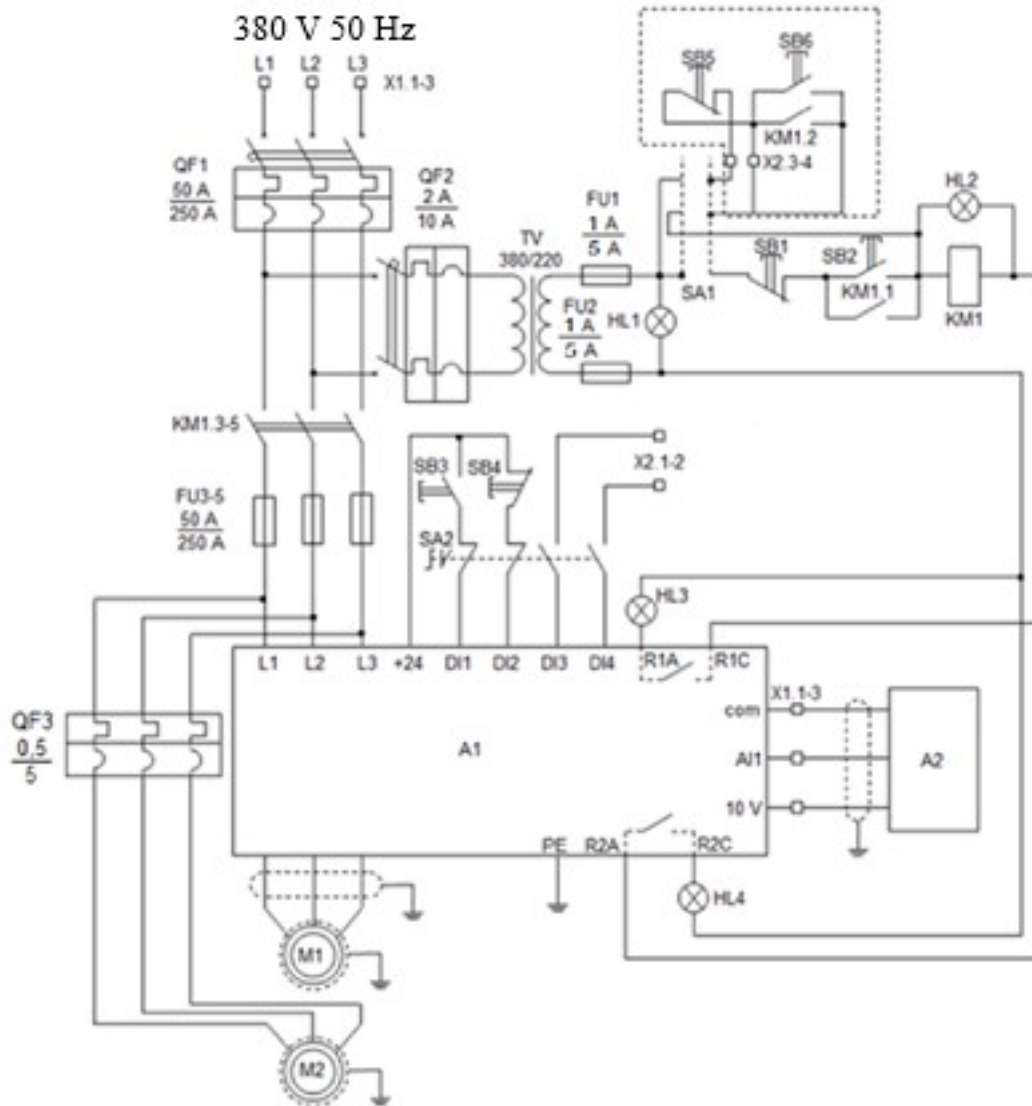 380 V 50 Hz
L1 L2 L3 X1.1-3
SB5 SB6
KM1.2
X2.3-4
QF1
50 A
250 A
QF2
2 A
10 A
FU1
1 A
5 A
HL2
TV
380/220
SB1 SB2
KM1.1
SA1
KM1
FU2
1 A
5 A
HL1
KM1.3-5
SB3 SB4
X2.1-2
FU3-5
50 A
250 A
SA2
HL3
L1 L2 L3 +24 DI1 DI2 DI3 DI4 R1A R1C
X1.1-3
com
QF3
0,5
5
A1
AI1
A2
10 V
PE R2A R2C
HL4
M1
M2